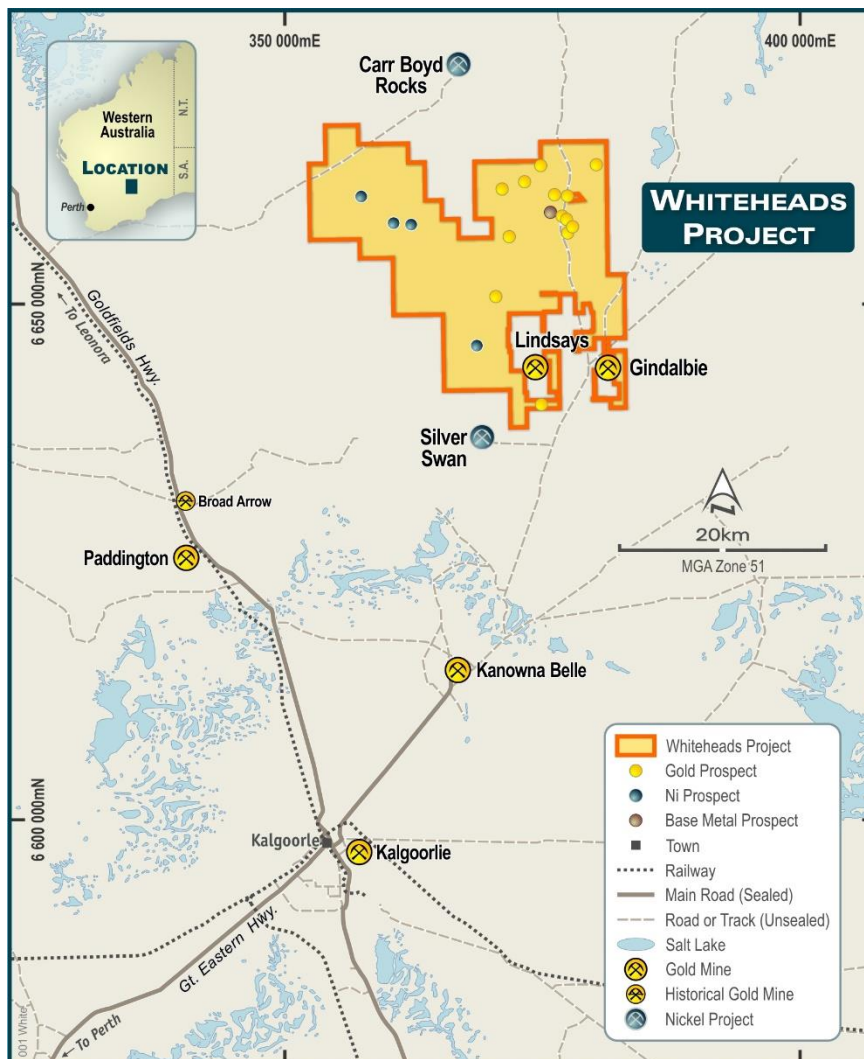 350 000mE
400 000mE
Carr Boyd
Rocks
Western
Australia
N.T.
S.A.
LOCATION
Perth
WHITEHEADS
PROJECT
6 650 000mN
Goldfields Hwy.
To Leonora
Lindsays
Gindalbie
Silver
Swan
Broad Arrow
Paddington
20km
MGA Zone 51
Kanowna Belle
6 600 000mN
Kalgoorle
Kalgoorlie
Gt. Eastern Hwy.
To Perth
001 White
Whiteheads Project
Gold Prospect
Ni Prospect
Base Metal Prospect
Town
Railway
Main Road (Sealed)
Road or Track (Unsealed)
Salt Lake
Gold Mine
Historical Gold Mine
Nickel Project